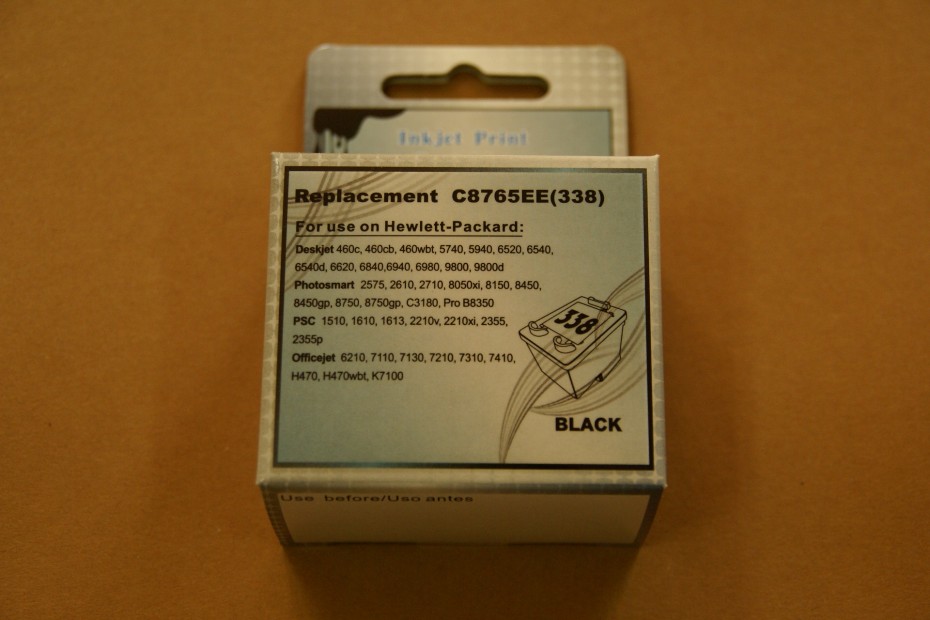 Inkjet Print
Replacement C8765EE(338)
For use on Hewlett-Packard:
Deskjet 460c, 460cb, 460wbt, 5740, 5940, 6520, 6540,
6540d, 6620, 6840,6940, 6980, 9800, 9800d
Photosmart 2575, 2610, 2710, 8050xi, 8150, 8450,
8450gp, 8750, 8750gp, C3180, Pro B8350
PSC 1510, 1610, 1613, 2210v, 2210xi, 2355,
2355p
Officejet 6210, 7110, 7130, 7210, 7310, 7410,
H470, H470wbt, K7100
338
BLACK
Use before/Uso antes